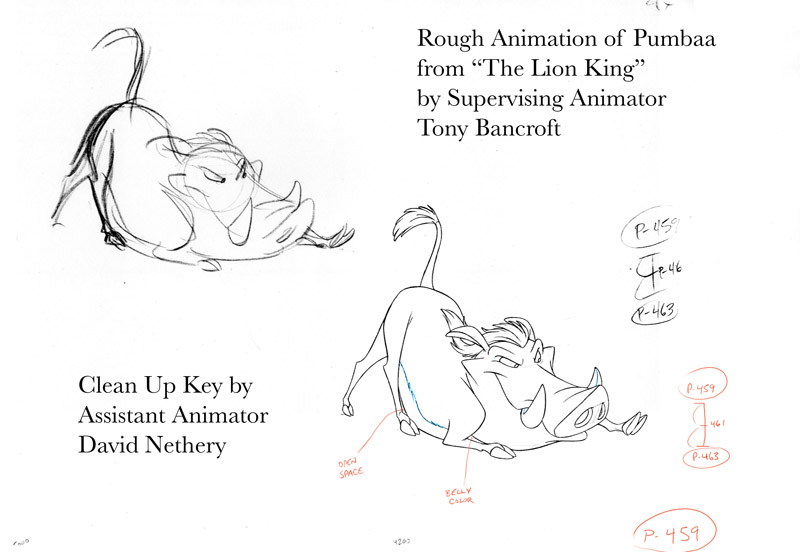 Rough Animation of Pumbaa
from “The Lion King”
by Supervising Animator
Tony Bancroft
P-459
P-46
P-463
Clean Up Key by
Assistant Animator
David Nethery
P-459
461
P-463
OPEN
SPACE
BELLY
COLOR
P-459